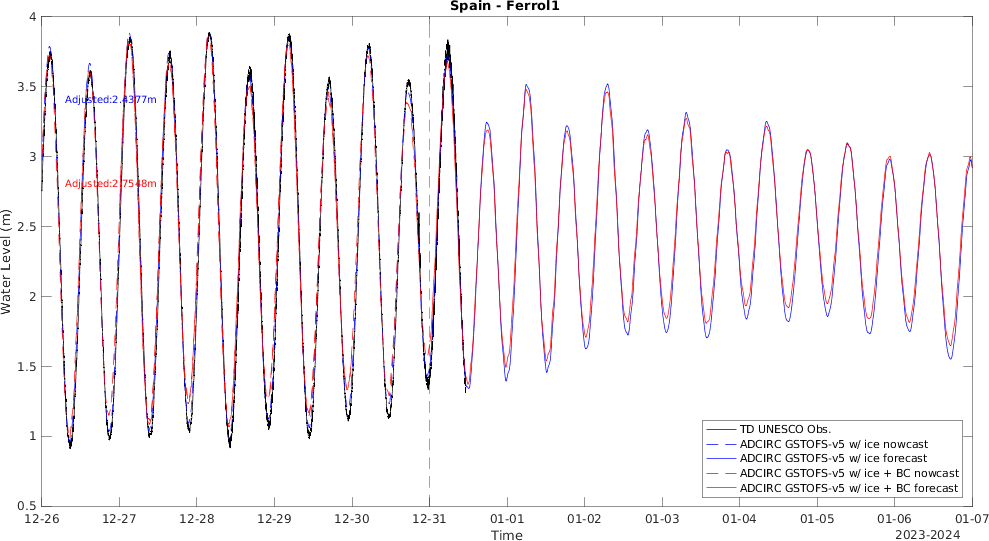 Spain - Ferrol1
4
3.5
3
2.5
2
1.5
1
0.5
Water Level (m)
Adjusted:2.4377m
Adjusted:2.7548m
TD UNESCO Obs.
ADCIRC GSTOFS-v5 w/ ice nowcast
ADCIRC GSTOFS-v5 w/ ice forecast
ADCIRC GSTOFS-v5 w/ ice + BC nowcast
ADCIRC GSTOFS-v5 w/ ice + BC forecast
12-26 12-27 12-28 12-29 12-30 12-31 01-01 01-02 01-03 01-04 01-05 01-06 01-07
Time
2023-2024